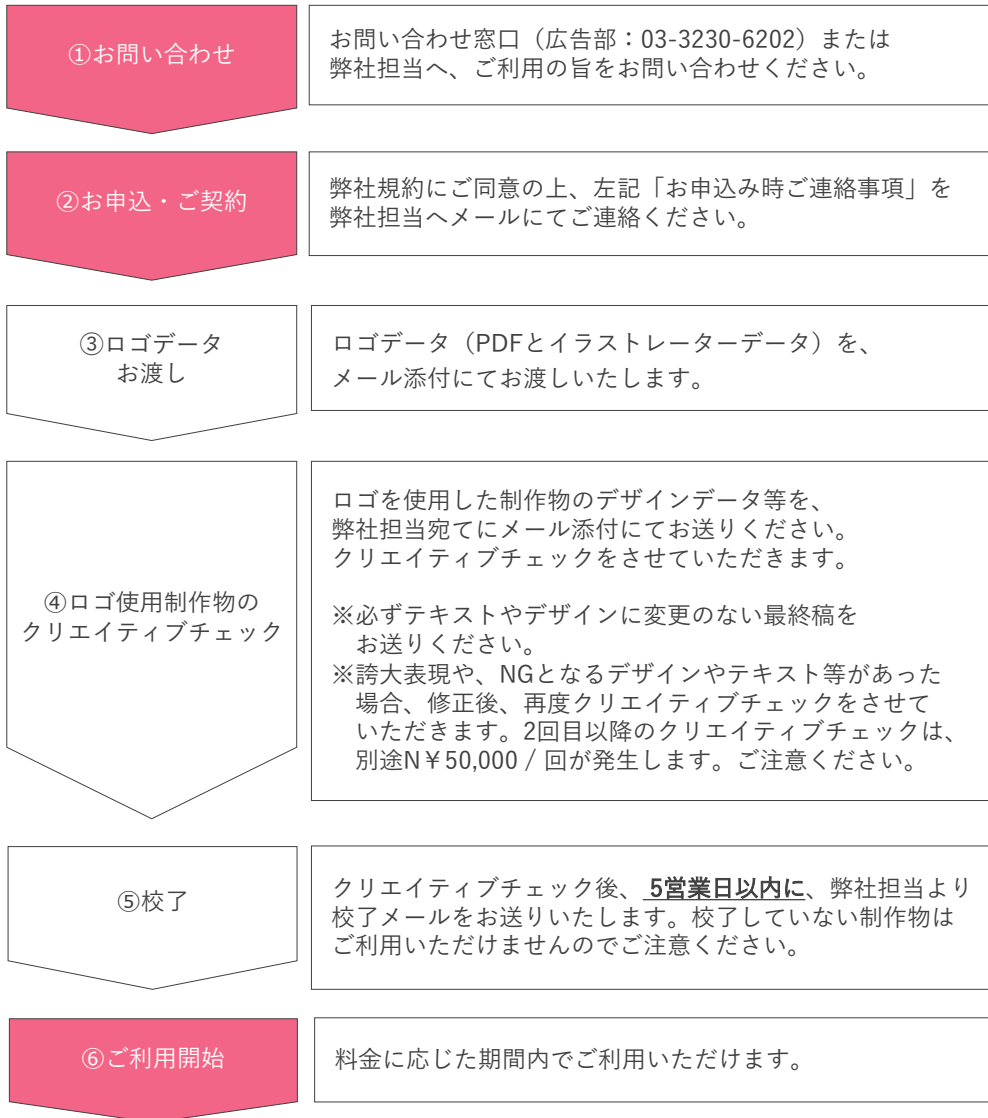 ①お問い合わせ
お問い合わせ窓口（広告部：03-3230-6202）または
弊社担当へ、ご利用の旨をお問い合わせください。
②お申込・ご契約
弊社規約にご同意の上、左記「お申込み時ご連絡事項」を
弊社担当へメールにてご連絡ください。
③ロゴデータ
お渡し
ロゴデータ（PDFとイラストレーターデータ）を、
メール添付にてお渡しいたします。
④ロゴ使用制作物の
クリエイティブチェック
ロゴを使用した制作物のデザインデータ等を、
弊社担当宛てにメール添付にてお送りください。
クリエイティブチェックをさせていただきます。
※必ずテキストやデザインに変更のない最終稿を
お送りください。
※誇大表現や、NGとなるデザインやテキスト等があった
場合、修正後、再度クリエイティブチェックをさせて
いただきます。2回目以降のクリエイティブチェックは、
別途N￥50,000 / 回が発生します。ご注意ください。
⑤校了
クリエイティブチェック後、5営業日以内に、弊社担当より
校了メールをお送りいたします。校了していない制作物は
ご利用いただけませんのでご注意ください。
⑥ご利用開始
料金に応じた期間内でご利用いただけます。